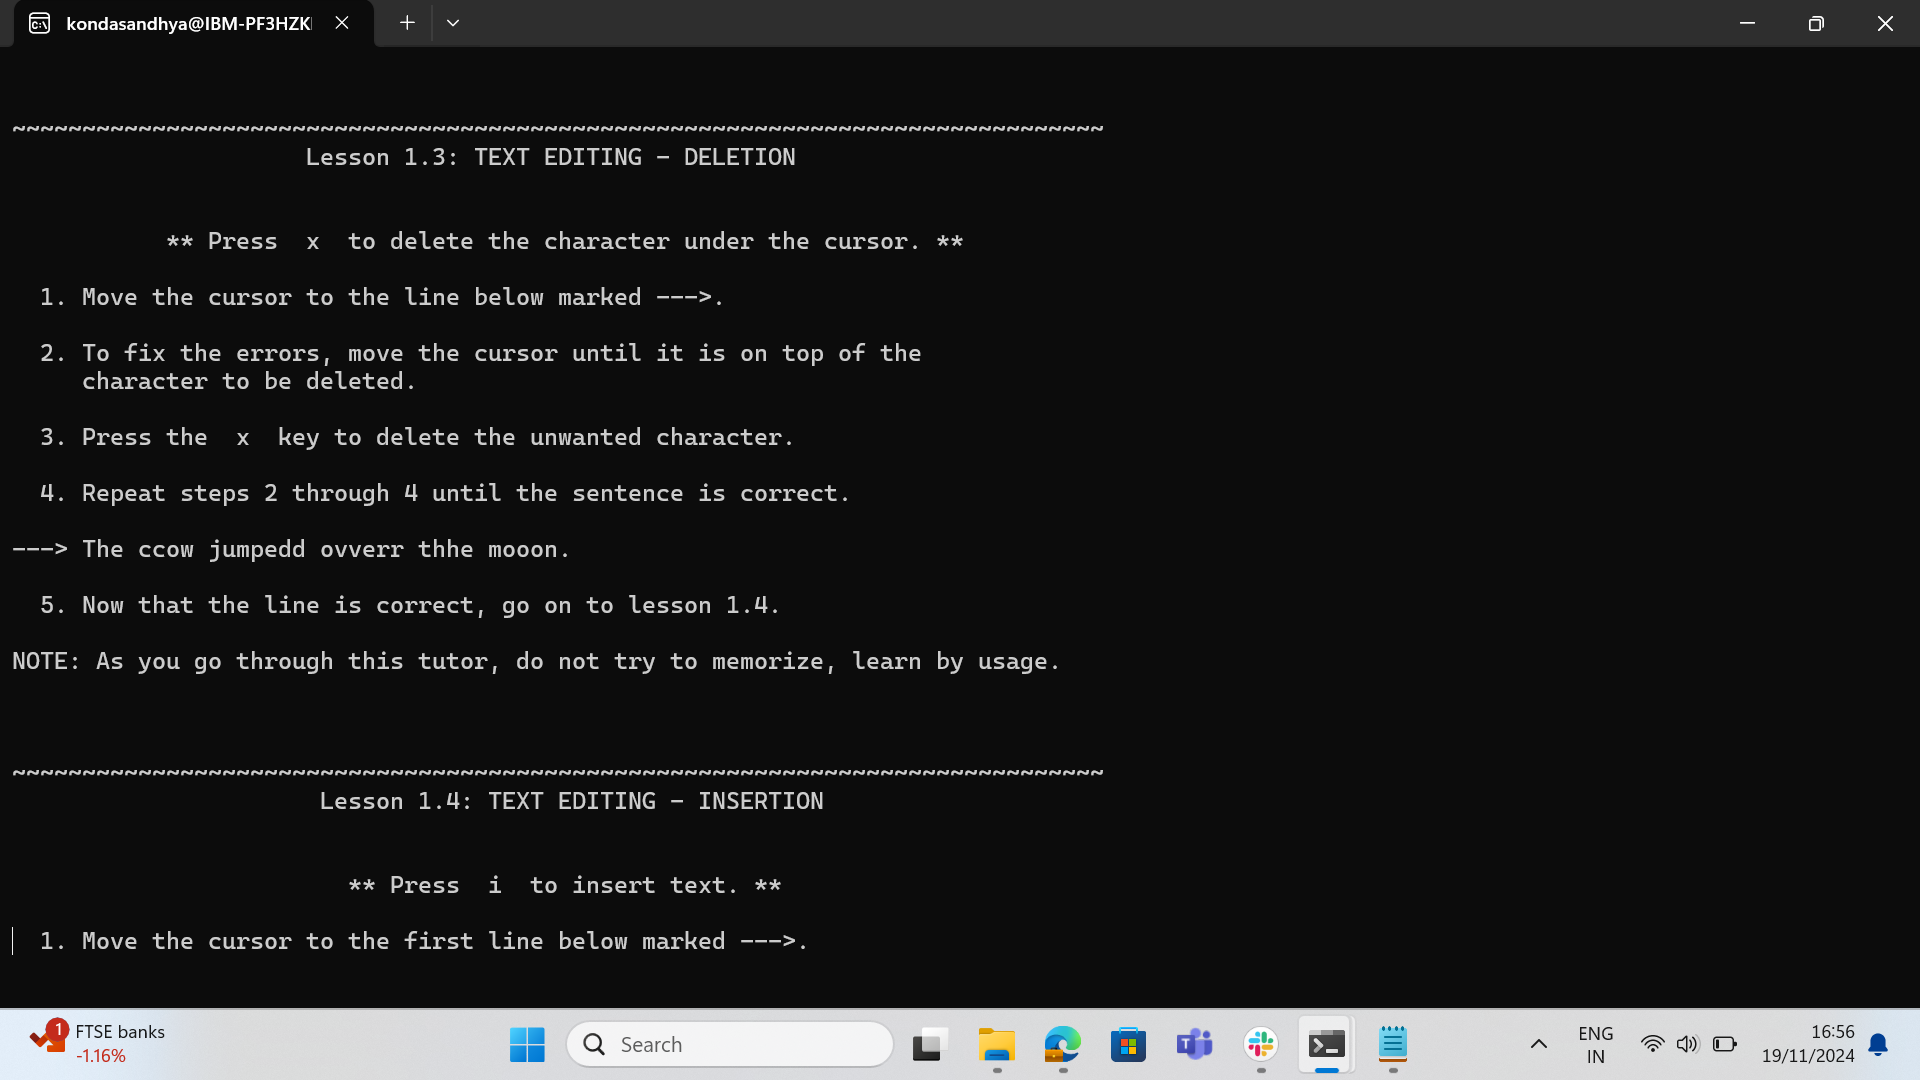 kondasandhya@IBM-PF3HZK
~~~~~~~~~~~~~~~~~~~~~~~~~~~~~~~~~~~~~~~~~~~~~~~~~~~~~~~~~~~~~~~~~~~~~~~~~~~~~~
Lesson 1.3: TEXT EDITING - DELETION
** Press  x  to delete the character under the cursor. **
1. Move the cursor to the line below marked --->.
2. To fix the errors, move the cursor until it is on top of the
character to be deleted.
3. Press the  x  key to delete the unwanted character.
4. Repeat steps 2 through 4 until the sentence is correct.
---> The ccow jumpedd ovverr thhe mooon.
5. Now that the line is correct, go on to lesson 1.4.
NOTE: As you go through this tutor, do not try to memorize, learn by usage.
~~~~~~~~~~~~~~~~~~~~~~~~~~~~~~~~~~~~~~~~~~~~~~~~~~~~~~~~~~~~~~~~~~~~~~~~~~~~~~
Lesson 1.4: TEXT EDITING - INSERTION
** Press  i  to insert text. **
1. Move the cursor to the first line below marked --->.
1
FTSE banks
-1.16%
Search
ENG
IN
16:56
19/11/2024